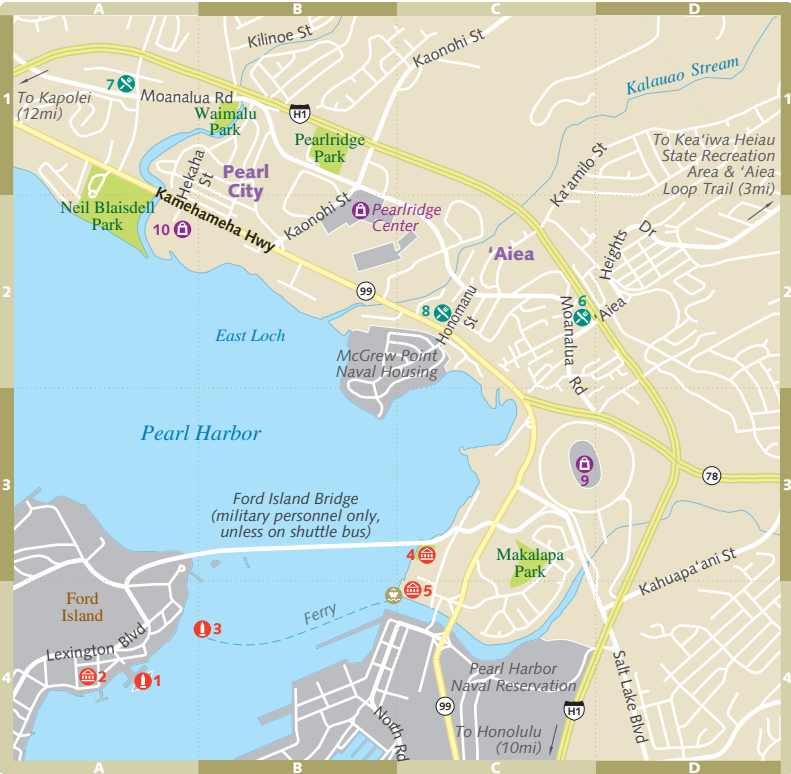 A
B
C
D
Kilinoe St
Kaonohi St
Kalauao Stream
7
1
1
To Kapolei
(12mi)
Moanalua Rd
Waimalu
Park
H1
Pearlridge
Park
To Kea‘iwa Heiau
State Recreation
Area & ‘Aiea
Loop Trail (3mi)
Ka‘amilo St
Hekaha
St
Pearl
City
Neil Blaisdell
Park
Kamehameha Hwy
Kaonohi St
Pearlridge
Center
10
‘Aiea
Heights
Dr
2
2
99
8
Honomanu
St
6
‘Aiea
Moanalua
Rd
East Loch
McGrew Point
Naval Housing
Pearl Harbor
9
78
3
3
Ford Island Bridge
(military personnel only,
unless on shuttle bus)
4
Makalapa
Park
Kahuapa‘ani St
5
Ford
Island
Ferry
3
Lexington Blvd
2
1
4
4
Pearl Harbor
Naval Reservation
Salt Lake Blvd
99
North Rd
H1
To Honolulu
(10mi)
A
B
C
D